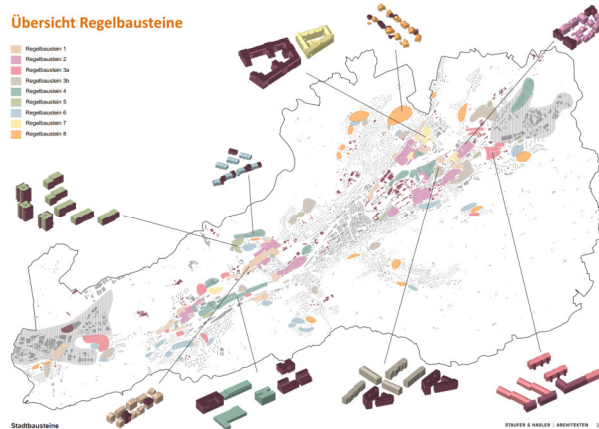 Übersicht Regelbausteine
Regelbaustein 1
Regelbaustein 2
Regelbaustein 3a
Regelbaustein 3b
Regelbaustein 4
Regelbaustein 5
Regelbaustein 6
Regelbaustein 7
Regelbaustein 8
Stadtbausteine
STAUFER & HASLER | ARCHITEKTEN 2